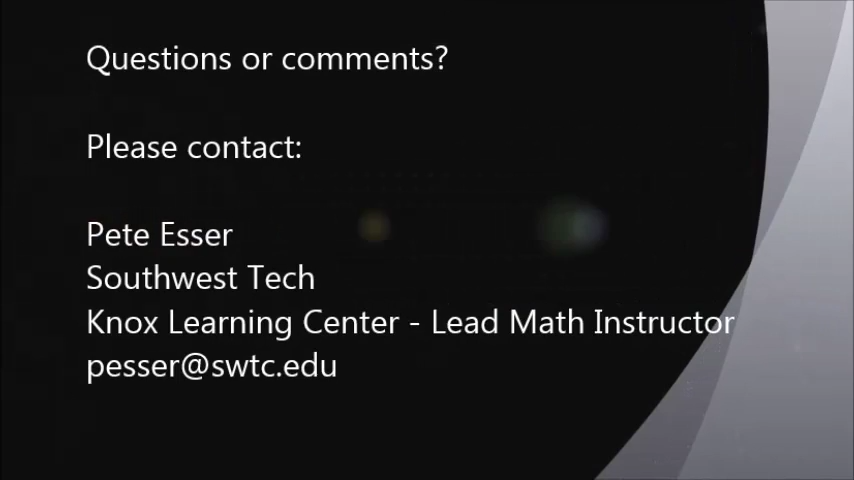 Questions or comments?
Please contact:
Pete Esser
Southwest Tech
Knox Learning Center - Lead Math Instructor
pesser@swtc.edu